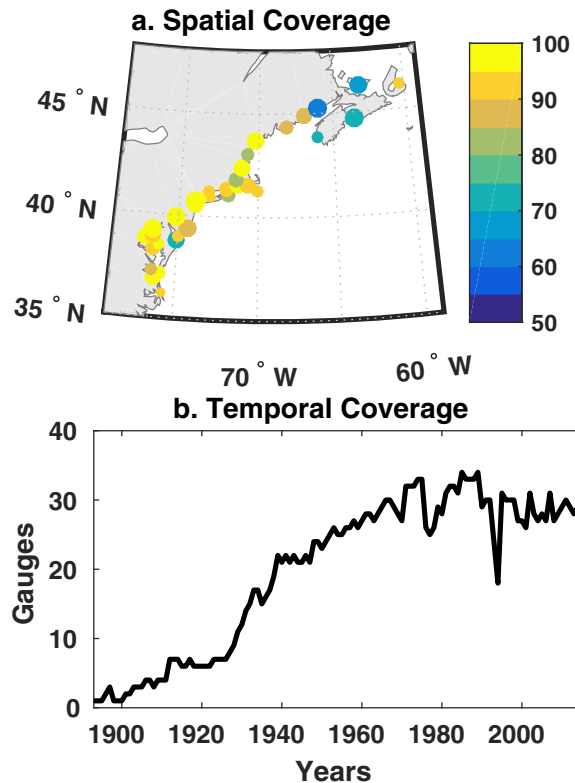 a. Spatial Coverage
45° N
40° N
35° N
70° W
60° W
100
90
80
70
60
50
b. Temporal Coverage
Gauges
40
30
20
10
0
1900 1920 1940 1960 1980 2000
Years